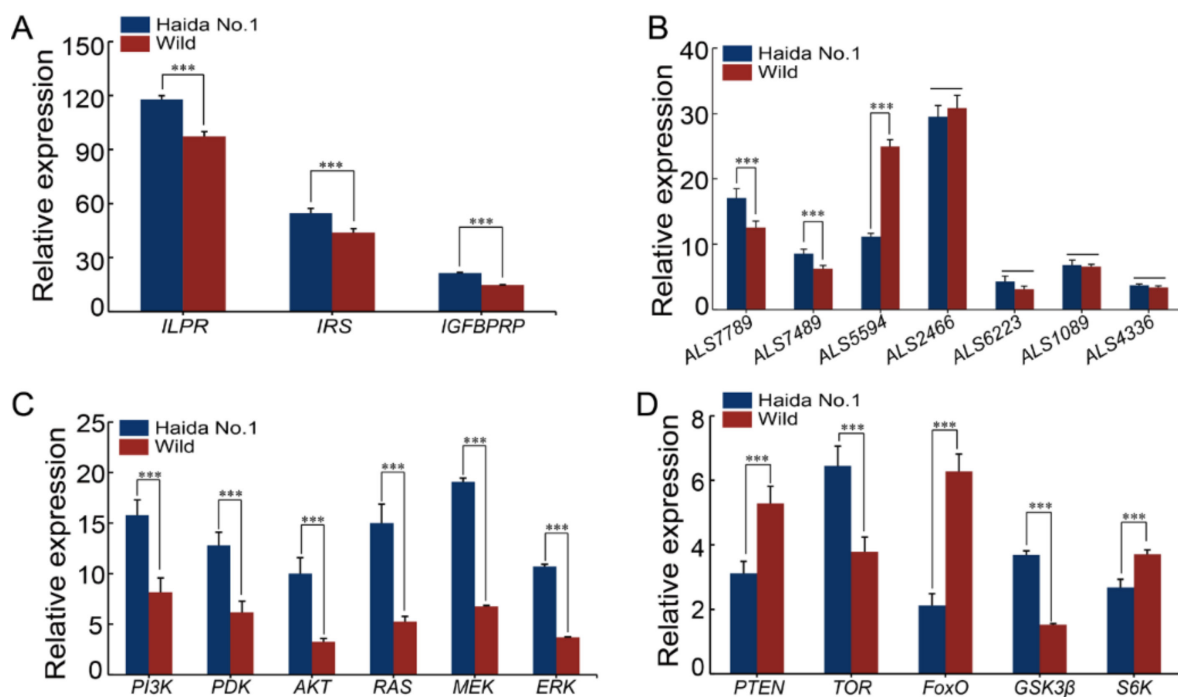 A
Haida No.1
Wild
Relative expression
150
120
90
60
30
0
***
***
***
ILPR IRS IGFBPRP
B
Haida No.1
Wild
Relative expression
40
30
20
10
0
***
***
***
ALS7789 ALS7489 ALS5594 ALS2466 ALS6223 ALS1089 ALS4336
C
Haida No.1
Wild
Relative expression
25
20
15
10
5
0
***
***
***
***
***
***
PI3K PDK AKT RAS MEK ERK
D
Haida No.1
Wild
Relative expression
8
6
4
2
0
***
***
***
***
***
PTEN TOR FoxO GSK3β S6K